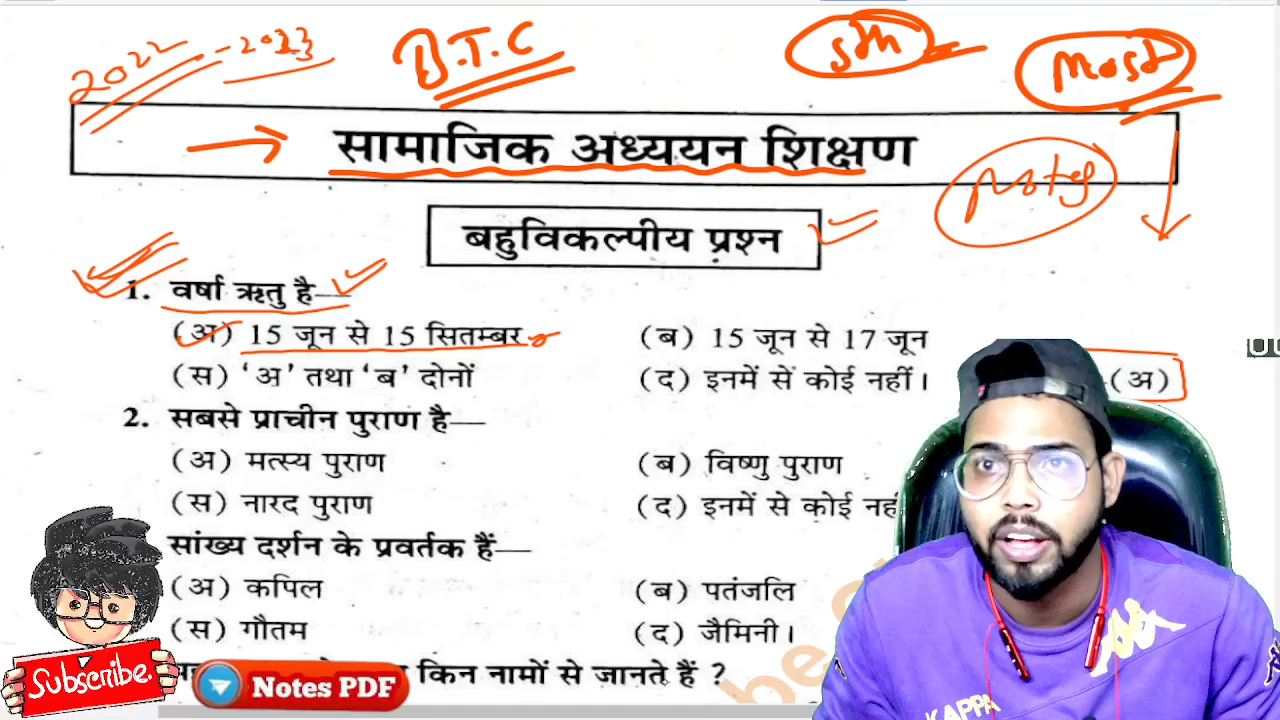 2022 - 2023
B.T.C
5th
Most
सामाजिक अध्ययन शिक्षण
Notes
बहुविकल्पीय प्रश्न
1. वर्षा ऋतु है—
(अ) 15 जून से 15 सितम्बर
(ब) 15 जून से 17 जून
(स) ‘अ’ तथा ‘ब’ दोनों
(द) इनमें सें कोई नहीं।
(अ)
2. सबसे प्राचीन पुराण है—
(अ) मत्स्य पुराण
(ब) विष्णु पुराण
(स) नारद पुराण
(द) इनमें से कोई
सांख्य दर्शन के प्रवर्तक हैं—
(अ) कपिल
(ब) पतंजलि
(स) गौतम
(द) जैमिनी।
किन नामों से जानते हैं ?
Subscribe.
Notes PDF
KAPPA